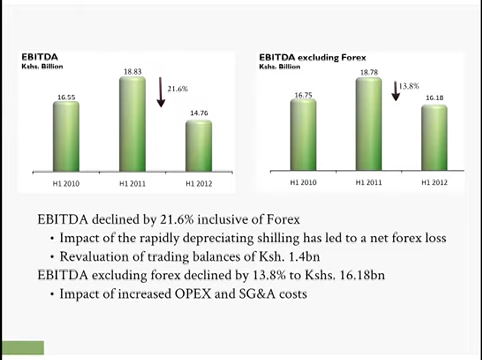 EBITDA
Kshs. Billion
16.55
18.83
21.6%
14.76
H1 2010
H1 2011
H1 2012
EBITDA excluding Forex
Kshs. Billion
16.75
18.78
13.8%
16.18
H1 2010
H1 2011
H1 2012
EBITDA declined by 21.6% inclusive of Forex
• Impact of the rapidly depreciating shilling has led to a net forex loss
• Revaluation of trading balances of Ksh. 1.4bn
EBITDA excluding forex declined by 13.8% to Kshs. 16.18bn
• Impact of increased OPEX and SG&A costs